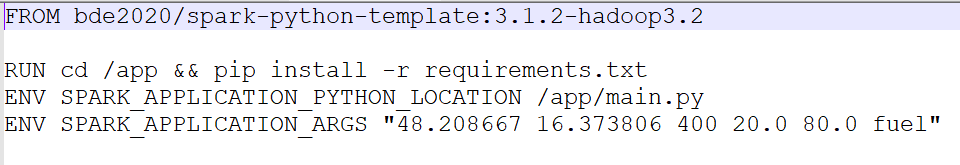 FROM bde2020/spark-python-template:3.1.2-hadoop3.2
RUN cd /app && pip install -r requirements.txt
ENV SPARK_APPLICATION_PYTHON_LOCATION /app/main.py
ENV SPARK_APPLICATION_ARGS "48.208667 16.373806 400 20.0 80.0 fuel"